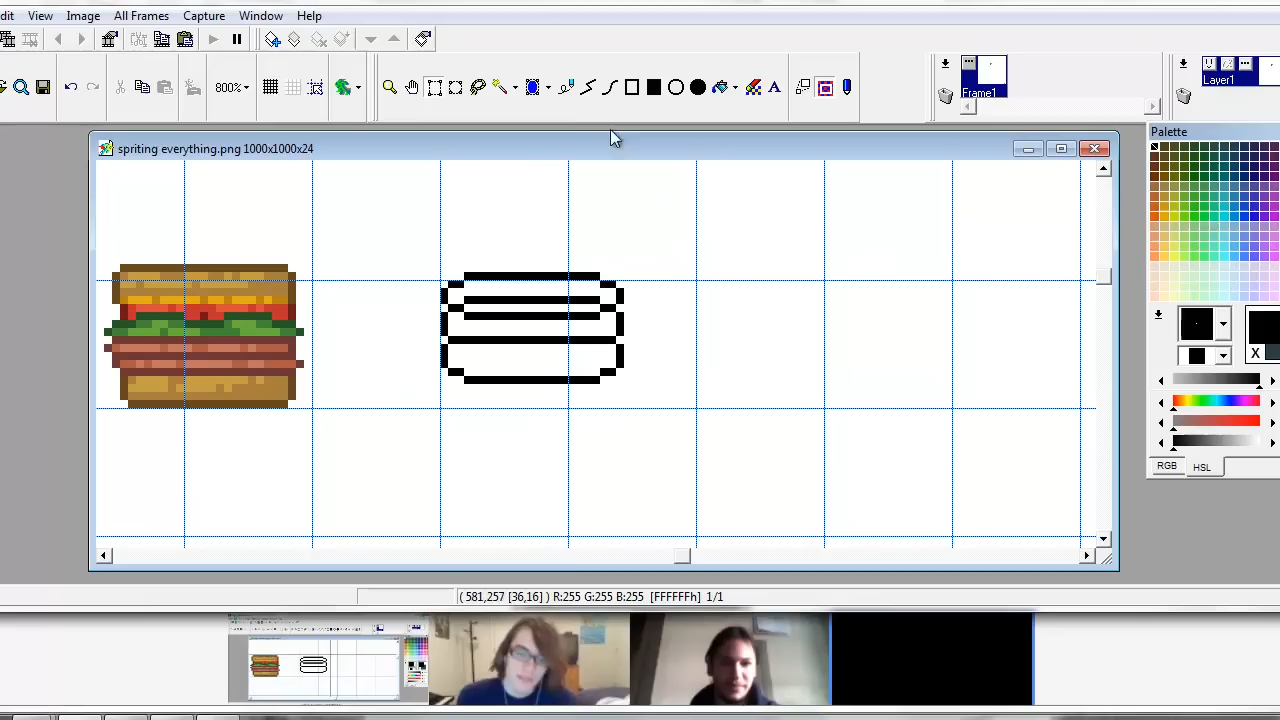 dit View Image All Frames Capture Window Help
800%
A
Frame1
Layer1
spriting everything.png 1000x1000x24
Palette
X
RGB HSL
( 581,257 [36,16] ) R:255 G:255 B:255 [FFFFFFh] 1/1